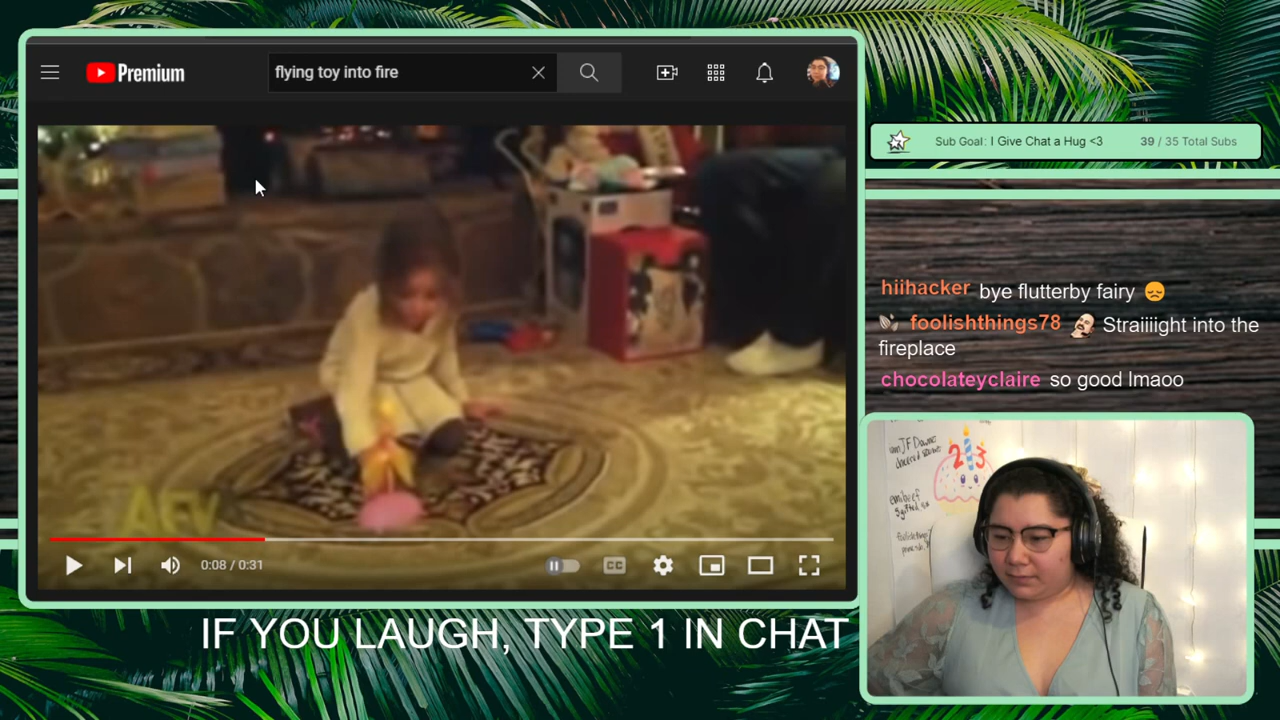 Premium
flying toy into fire
Sub Goal: I Give Chat a Hug <3 39 / 35 Total Subs
hiihacker bye flutterby fairy 😞
foolishthings78 Straiiiight into the
fireplace
chocolateyclaire so good lmaoo
AFV
CC
0:08 / 0:31
IF YOU LAUGH, TYPE 1 IN CHAT
23